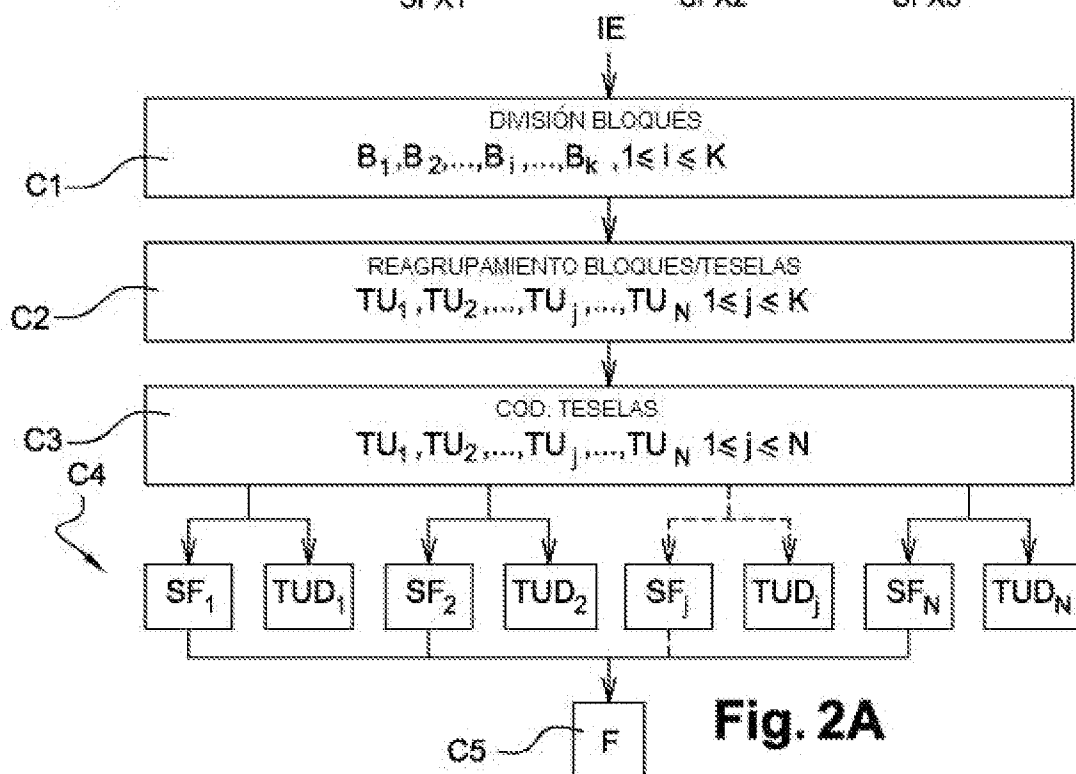 IE
DIVISIÓN BLOQUES
C1
B1,B2,...,Bi,...,Bk ,1≤ i ≤ K
REAGRUPAMIENTO BLOQUES/TESELAS
C2
TU1,TU2,...,TUj,...,TUN 1≤ j ≤ K
COD. TESELAS
C3
TU1,TU2,...,TUj,...,TUN 1≤ j ≤ N
C4
SF1 TUD1 SF2 TUD2 SFj TUDj SFN TUDN
C5 F
Fig. 2A